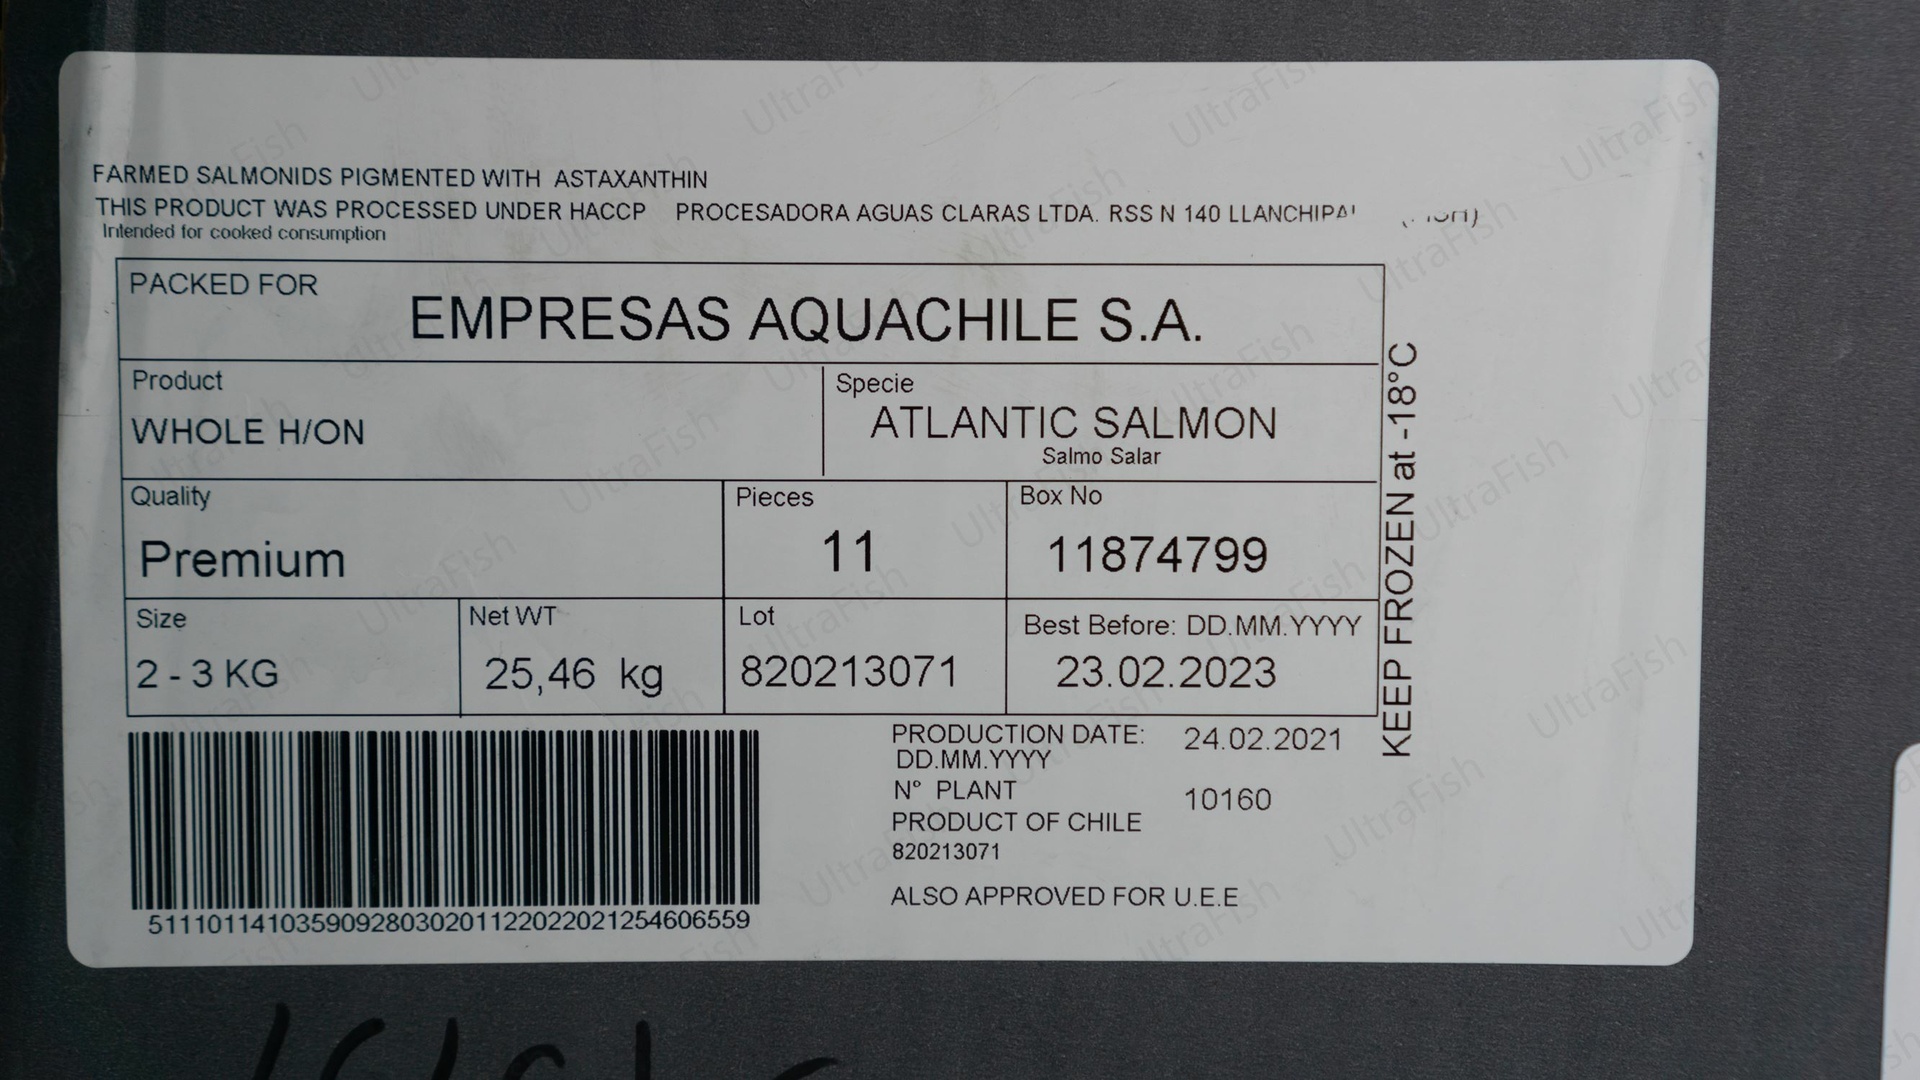 FARMED SALMONIDS PIGMENTED WITH ASTAXANTHIN
THIS PRODUCT WAS PROCESSED UNDER HACCP PROCESADORA AGUAS CLARAS LTDA. RSS N 140
Intended for cooked consumption
PACKED FOR
EMPRESAS AQUACHILE S.A.
Product
WHOLE H/ON
Specie
ATLANTIC SALMON
Salmo Salar
Quality
Premium
Pieces
11
Box No
11874799
Size
2 - 3 KG
Net WT
25,46 kg
Lot
820213071
Best Before: DD.MM.YYYY
23.02.2023
KEEP FROZEN at -18°C
PRODUCTION DATE: 24.02.2021
DD.MM.YYYY
N° PLANT 10160
PRODUCT OF CHILE
820213071
ALSO APPROVED FOR U.E.E
51110114103590928030201122022021254606559
UltraFish